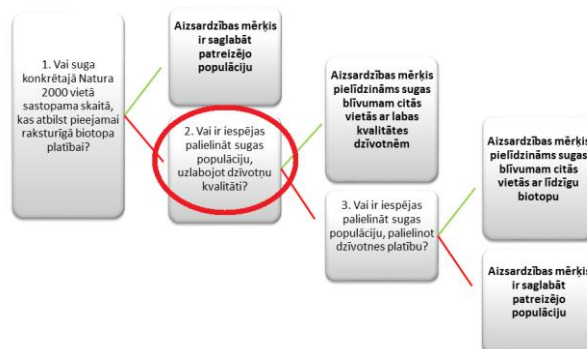 1. Vai suga
konkrētajā Natura
2000 vietā
sastopama skaitā,
kas atbilst pieejamai
raksturīgā biotopa
platībai?
Aizsardzības mērķis
ir saglabāt
patreizējo
populāciju
2. Vai ir iespējas
palielināt sugas
populāciju,
uzlabojot dzīvotņu
kvalitāti?
Aizsardzības mērķis
pielīdzināms sugas
blīvumam citās
vietās ar labas
kvalitātes
dzīvotnēm
3. Vai ir iespējas
palielināt sugas
populāciju, palielinot
dzīvotnes platību?
Aizsardzības mērķis
pielīdzināms sugas
blīvumam citās
vietās ar līdzīgu
biotopu
Aizsardzības mērķis
ir saglabāt
patreizējo
populāciju